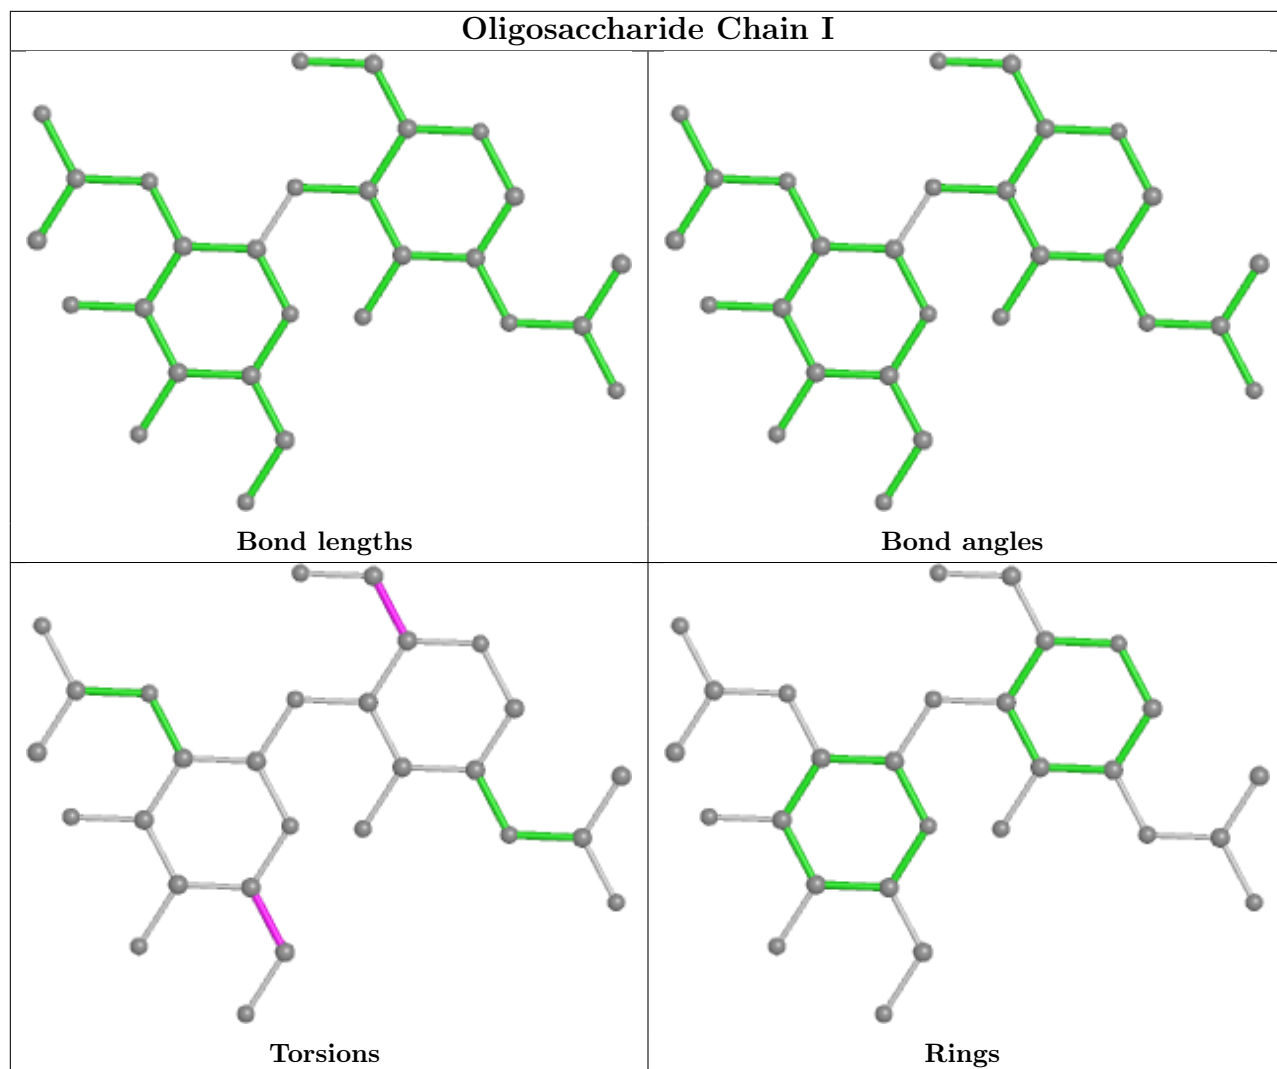 Oligosaccharide Chain I
Bond lengths
Bond angles
Torsions
Rings